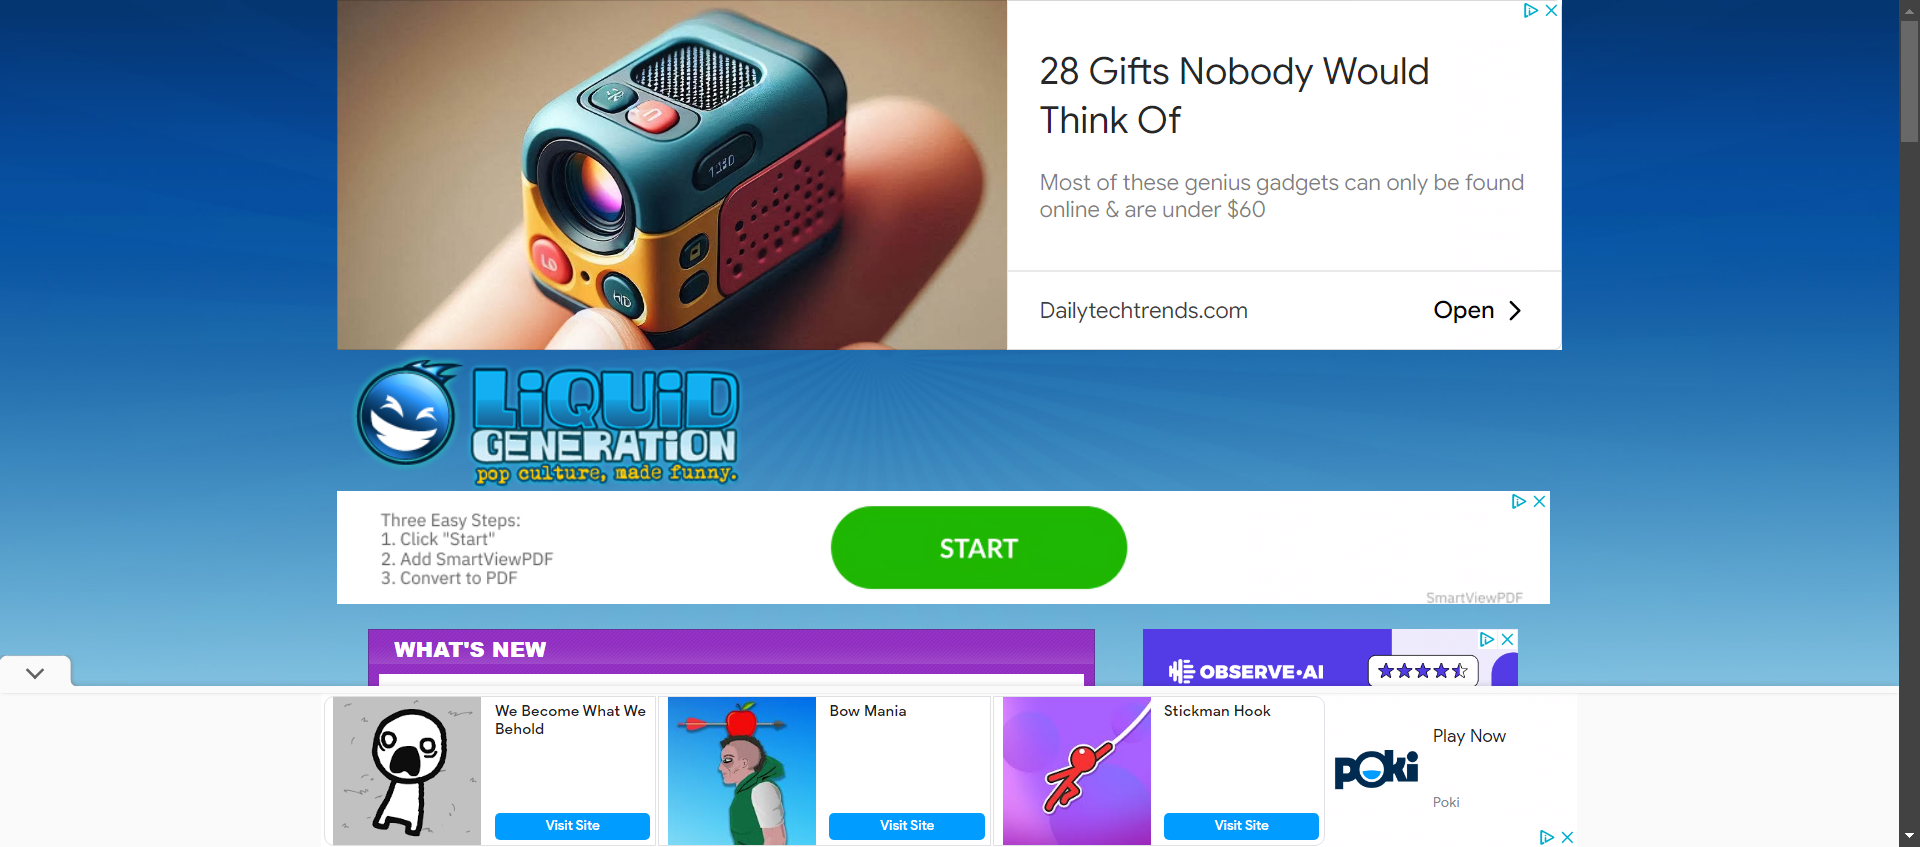 28 Gifts Nobody Would
Think Of
Most of these genius gadgets can only be found
online & are under $60
Dailytechtrends.com
Open
LIQUID
GENERATION
pop culture, made funny.
Three Easy Steps:
1. Click "Start"
2. Add SmartViewPDF
3. Convert to PDF
START
SmartViewPDF
WHAT'S NEW
OBSERVE•AI
We Become What We
Behold
Visit Site
Bow Mania
Visit Site
Stickman Hook
Visit Site
poki
Play Now
Poki